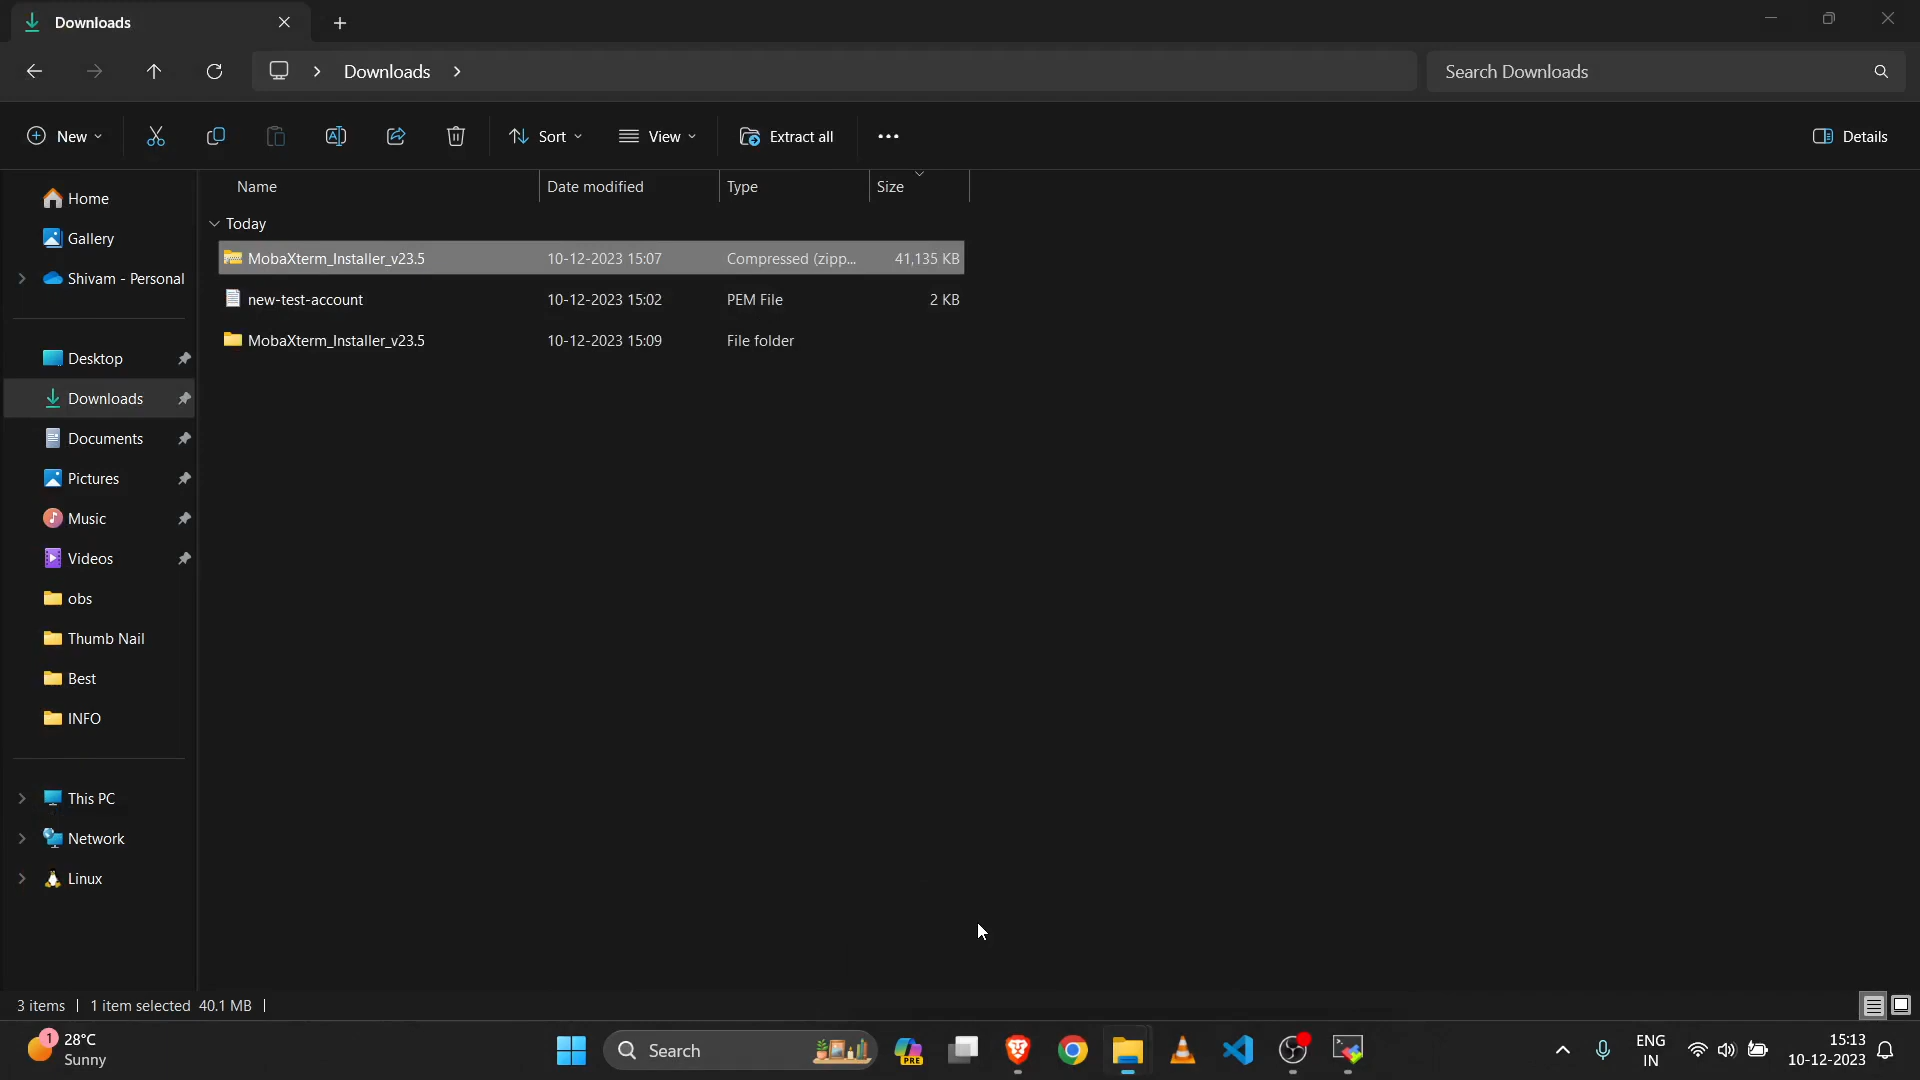 Downloads
Downloads
Search Downloads
New
Sort
View
Extract all
Details
Name Date modified Type Size
Today
MobaXterm_Installer_v23.5 10-12-2023 15:07 Compressed (zipp... 41,135 KB
new-test-account 10-12-2023 15:02 PEM File 2 KB
MobaXterm_Installer_v23.5 10-12-2023 15:09 File folder
Home
Gallery
Shivam - Personal
Desktop
Downloads
Documents
Pictures
Music
Videos
obs
Thumb Nail
Best
INFO
This PC
Network
Linux
3 items 1 item selected 40.1 MB
1
28°C
Sunny
Search
PRE
ENG
IN
15:13
10-12-2023